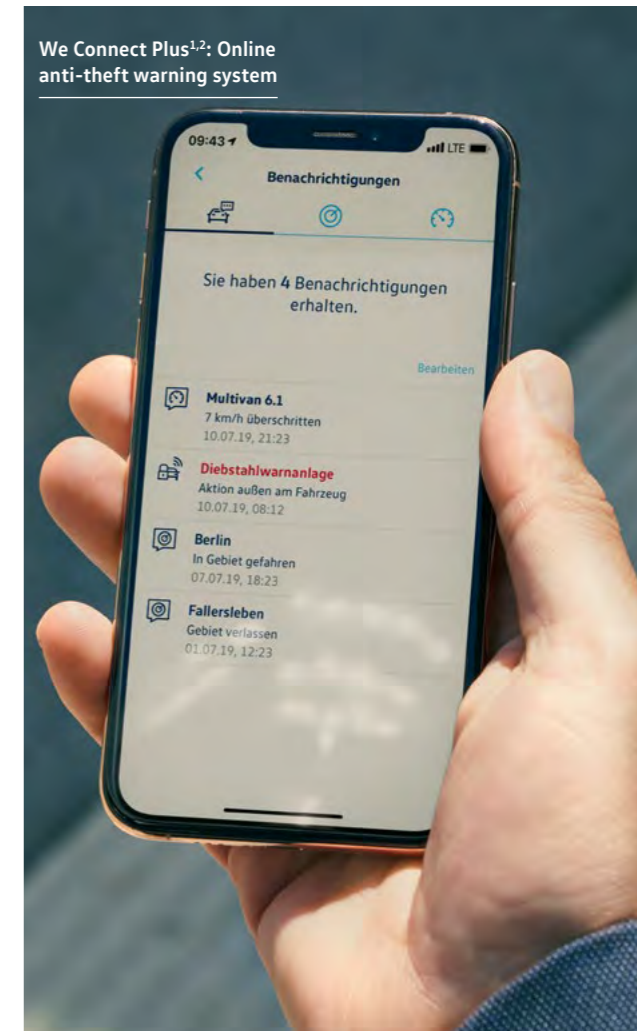 We Connect Plus1,2: Online
anti-theft warning system
09:43
LTE
Benachrichtigungen
Sie haben 4 Benachrichtigungen
erhalten.
Bearbeiten
Multivan 6.1
7 km/h überschritten
10.07.19, 21:23
Diebstahlwarnanlage
Aktion außen am Fahrzeug
10.07.19, 08:12
Berlin
In Gebiet gefahren
07.07.19, 18:23
Fallersleben
Gebiet verlassen
01.07.19, 12:23